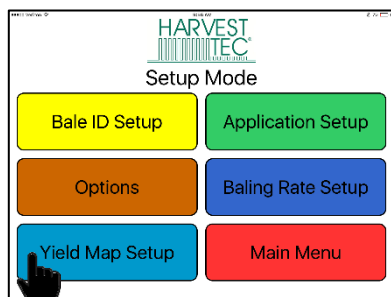 HARVEST
TEC
Setup Mode
Bale ID Setup
Application Setup
Options
Baling Rate Setup
Yield Map Setup
Main Menu